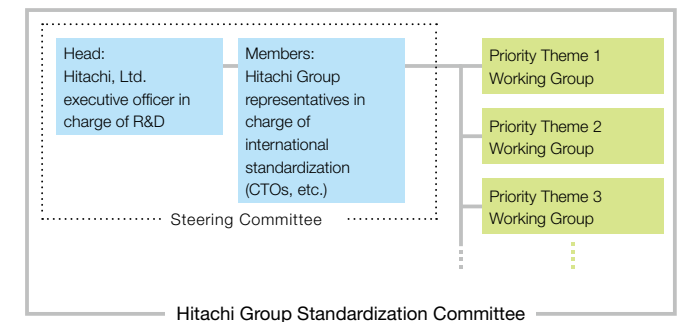 Head:
Hitachi, Ltd.
executive officer in
charge of R&D
Members:
Hitachi Group
representatives in
charge of
international
standardization
(CTOs, etc.)
Priority Theme 1
Working Group
Priority Theme 2
Working Group
Priority Theme 3
Working Group
Steering Committee
Hitachi Group Standardization Committee